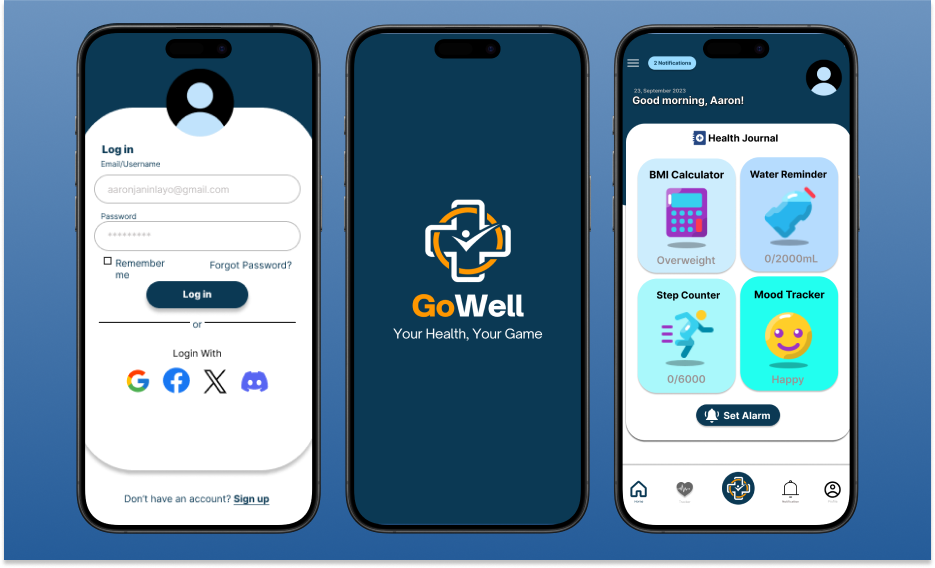 Log in
Email/Username
aaronjaninlayo@gmail.com
Password
*********
Remember
me
Forgot Password?
Log in
or
Login With
Don't have an account? Sign up
GoWell
Your Health, Your Game
2 Notifications
23, September 2023
Good morning, Aaron!
Health Journal
BMI Calculator
Overweight
Water Reminder
0/2000mL
Step Counter
0/6000
Mood Tracker
Happy
Set Alarm
Home
Notification
Profile